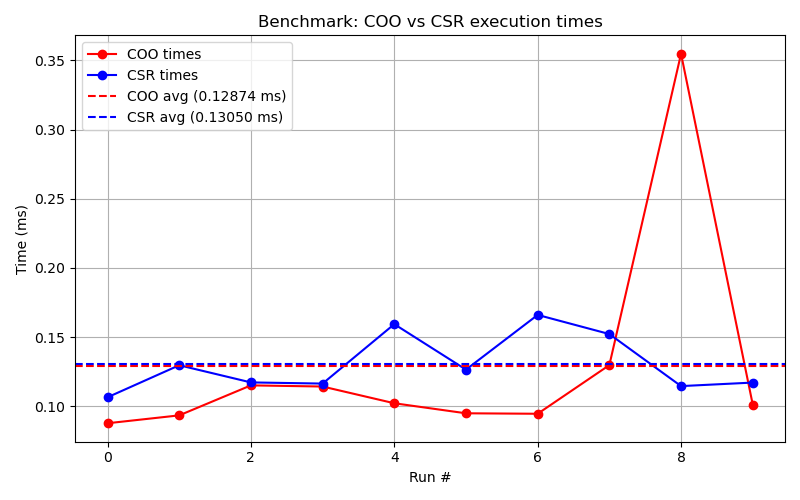 Benchmark: COO vs CSR execution times
COO times
CSR times
COO avg (0.12874 ms)
CSR avg (0.13050 ms)
Time (ms)
0.35
0.30
0.25
0.20
0.15
0.10
0 2 4 6 8
Run #